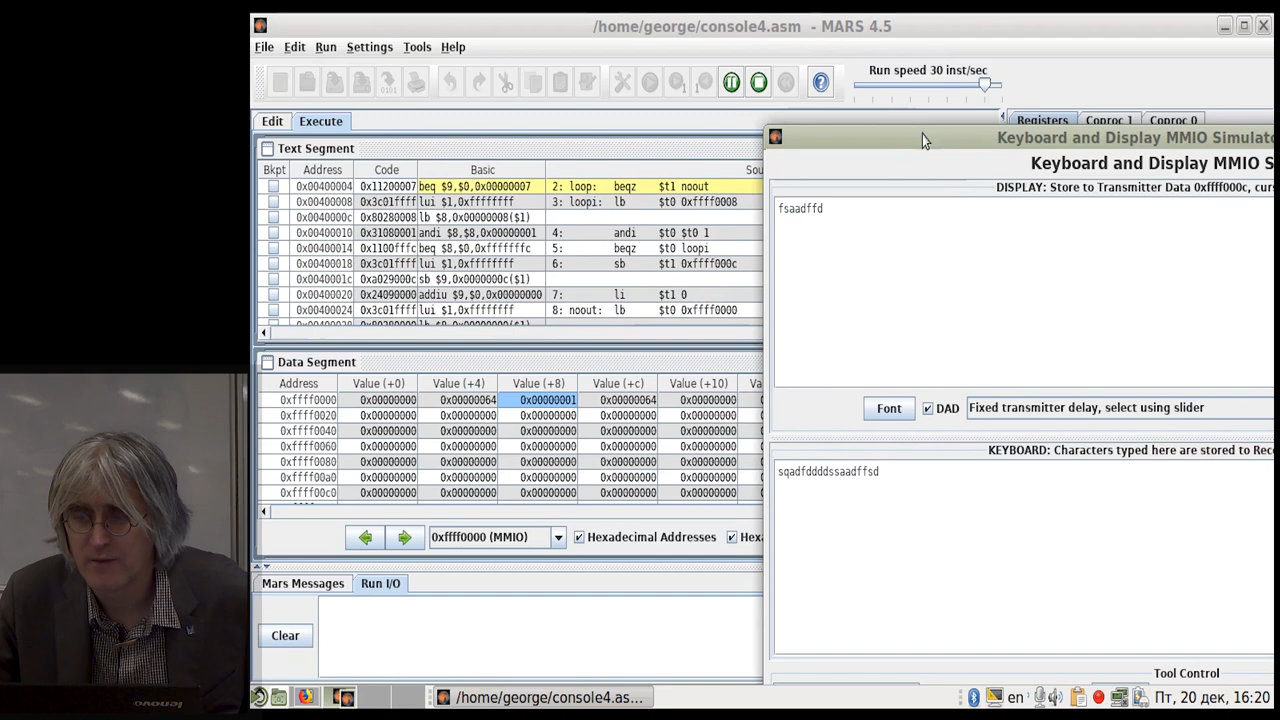 /home/george/console4.asm - MARS 4.5
File Edit Run Settings Tools Help
Run speed 30 inst/sec
Edit Execute
Registers Coproc 1 Coproc 0
Text Segment
Bkpt Address Code Basic
0x00400004 0x11200007 beq $9,$0,0x00000007 2: loop: beqz $t1 noout
0x00400008 0x3c01ffff lui $1,0xffffffff 3: loopi: lb $t0 0xffff0008
0x0040000c 0x80280008 lb $8,0x00000008($1)
0x00400010 0x31080001 andi $8,$8,0x00000001 4: andi $t0 $t0 1
0x00400014 0x1100fffc beq $8,$0,0xfffffffc 5: beqz $t0 loopi
0x00400018 0x3c01ffff lui $1,0xffffffff 6: sb $t1 0xffff000c
0x0040001c 0xa029000c sb $9,0x0000000c($1)
0x00400020 0x24090000 addiu $9,$0,0x00000000 7: li $t1 0
0x00400024 0x3c01ffff lui $1,0xffffffff 8: noout: lb $t0 0xffff0000
Data Segment
Address Value (+0) Value (+4) Value (+8) Value (+c) Value (+10)
0xffff0000 0x00000000 0x00000064 0x00000001 0x00000064 0x00000000
0xffff0020 0x00000000 0x00000000 0x00000000 0x00000000 0x00000000
0xffff0040 0x00000000 0x00000000 0x00000000 0x00000000 0x00000000
0xffff0060 0x00000000 0x00000000 0x00000000 0x00000000 0x00000000
0xffff0080 0x00000000 0x00000000 0x00000000 0x00000000 0x00000000
0xffff00a0 0x00000000 0x00000000 0x00000000 0x00000000 0x00000000
0xffff00c0 0x00000000 0x00000000 0x00000000 0x00000000 0x00000000
0xffff0000 (MMIO) Hexadecimal Addresses
Mars Messages Run I/O
Clear
Keyboard and Display MMIO
Keyboard and Display MMIO
DISPLAY: Store to Transmitter Data 0xffff000c,
fsaadffd
Font DAD Fixed transmitter delay, select using slider
KEYBOARD: Characters typed here are stored to
sqadfddddssaadffsd
Tool Control
/home/george/console4.as...
en
Пт, 20 дек, 16:20
lenovo